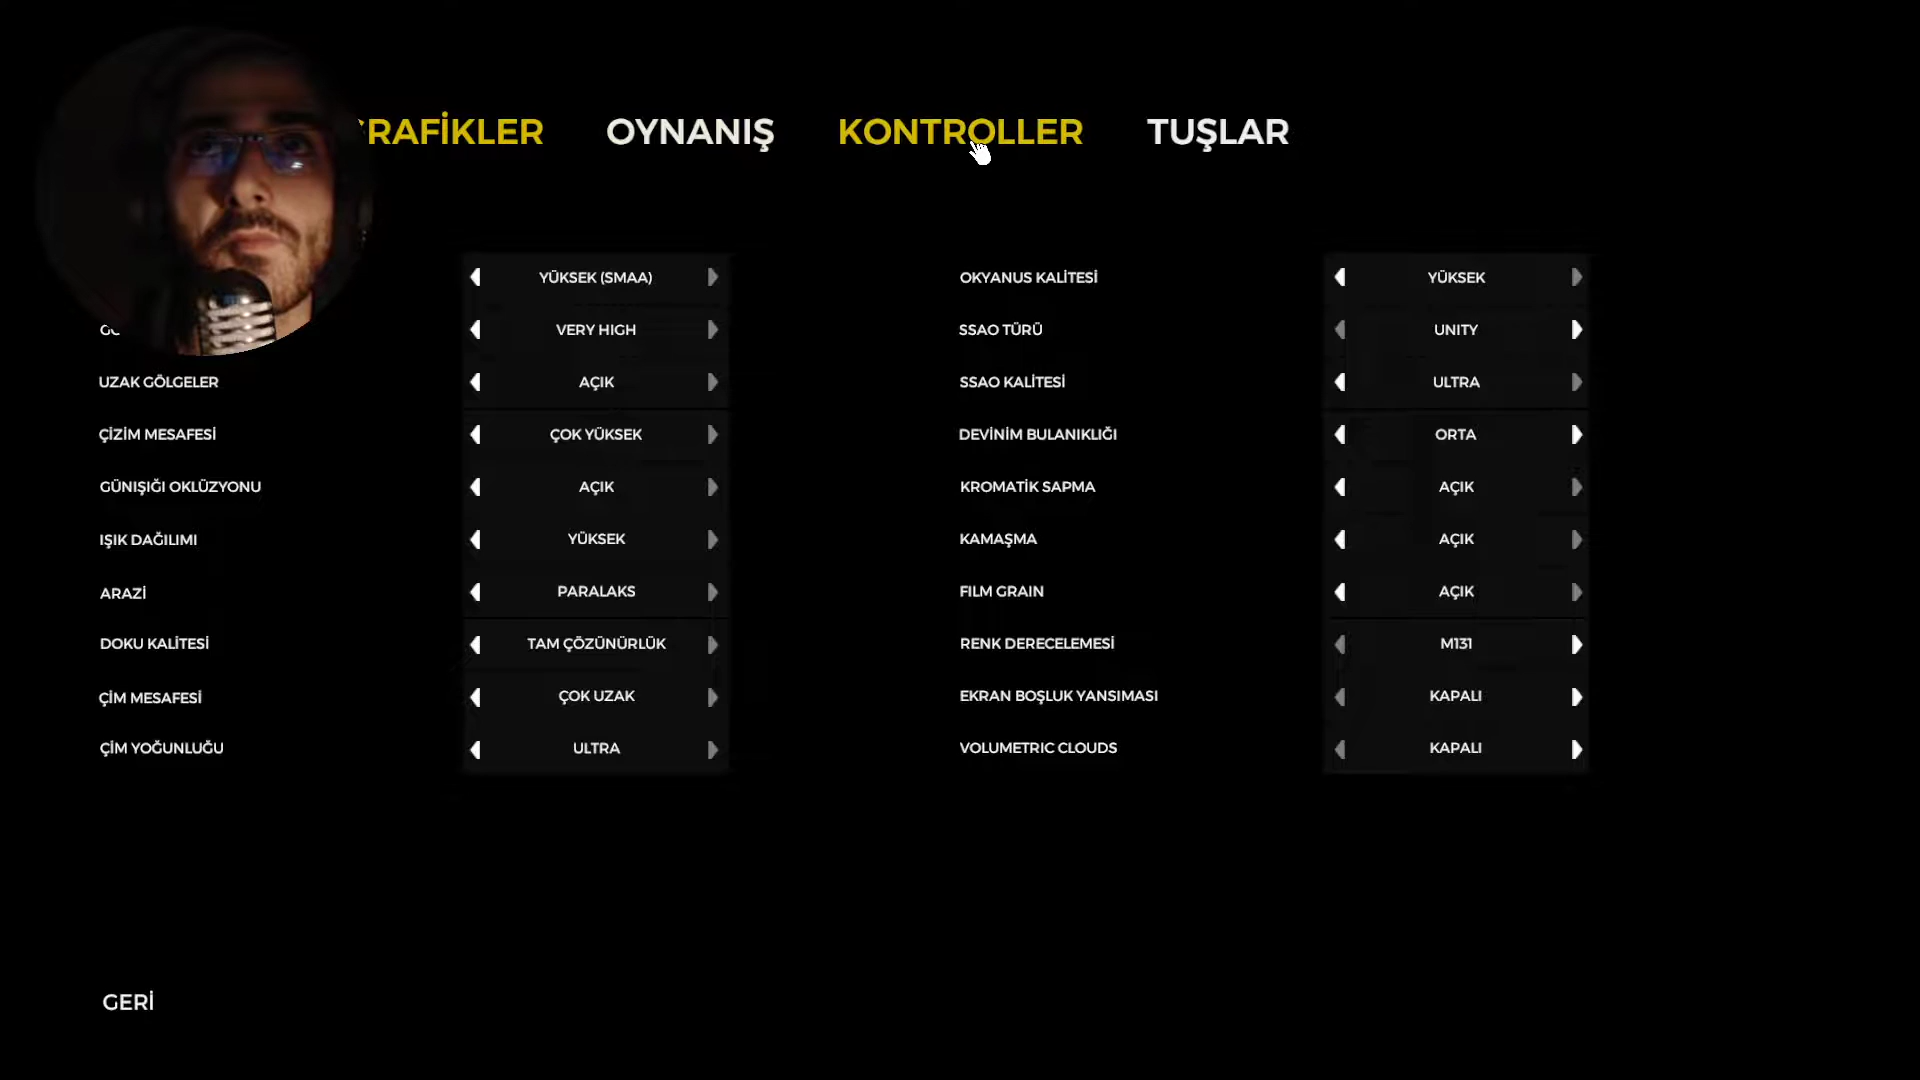 GRAFİKLER OYNANIŞ KONTROLLER TUŞLAR
YÜKSEK (SMAA) OKYANUS KALİTESİ YÜKSEK
VERY HIGH SSAO TÜRÜ UNITY
UZAK GÖLGELER AÇIK SSAO KALİTESİ ULTRA
ÇİZİM MESAFESİ ÇOK YÜKSEK DEVİNİM BULANIKLIĞI ORTA
GÜNIŞIĞI OKLÜZYONU AÇIK KROMATİK SAPMA AÇIK
IŞIK DAĞILIMI YÜKSEK KAMAŞMA AÇIK
ARAZİ PARALAKS FILM GRAIN AÇIK
DOKU KALİTESİ TAM ÇÖZÜNÜRLÜK RENK DERECELEMESİ M131
ÇİM MESAFESİ ÇOK UZAK EKRAN BOŞLUK YANSIMASI KAPALI
ÇİM YOĞUNLUĞU ULTRA VOLUMETRIC CLOUDS KAPALI
GERİ